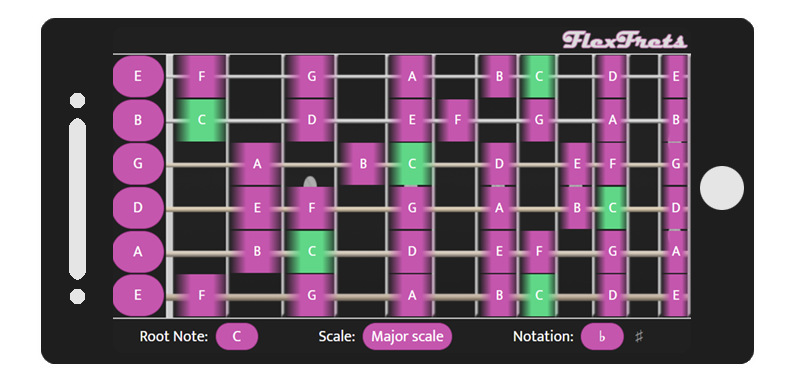 FlexFrets
E F G A B C D E
B C D E F G A B
G A B C D E F G
D E F G A B C D
A B C D E F G A
E F G A B C D E
Root Note: C Scale: Major scale Notation: ♭ ♯